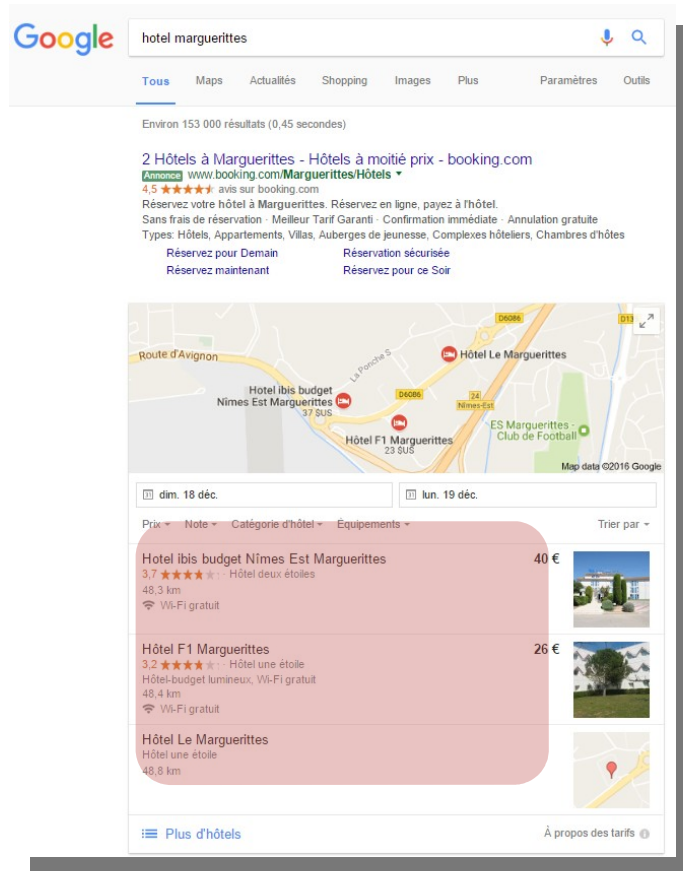 Google
hotel marguerittes
Tous Maps Actualités Shopping Images Plus Paramètres Outils
Environ 153 000 résultats (0,45 secondes)
2 Hôtels à Marguerittes - Hôtels à moitié prix - booking.com
Annonce www.booking.com/Marguerittes/Hôtels
4,5 avis sur booking.com
Réservez votre hôtel à Marguerittes. Réservez en ligne, payez à l'hôtel.
Sans frais de réservation · Meilleur Tarif Garanti · Confirmation immédiate · Annulation gratuite
Types: Hôtels, Appartements, Villas, Auberges de jeunesse, Complexes hôteliers, Chambres d'hôtes
Réservez pour Demain Réservation sécurisée
Réservez maintenant Réservez pour ce Soir
D6086 D13
Route d'Avignon La Ponche S Hôtel Le Marguerittes
Hotel ibis budget
Nîmes Est Marguerittes
37 $US
D6086
24
Nîmes-Est
Hôtel F1 Marguerittes
23 $US
ES Marguerittes -
Club de Football
Map data ©2016 Google
dim. 18 déc. lun. 19 déc.
Prix Note Catégorie d'hôtel Équipements Trier par
Hotel ibis budget Nîmes Est Marguerittes 40 €
3,7 · Hôtel deux étoiles
48,3 km
Wi-Fi gratuit
Hôtel F1 Marguerittes 26 €
3,2 · Hôtel une étoile
Hôtel-budget lumineux, Wi-Fi gratuit
48,4 km
Wi-Fi gratuit
Hôtel Le Marguerittes
Hôtel une étoile
48,8 km
Plus d'hôtels À propos des tarifs